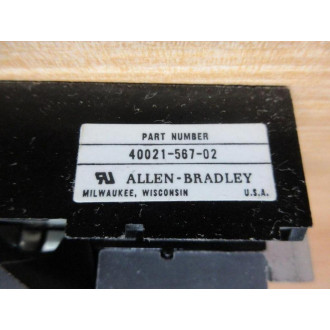 PART NUMBER
40021-567-02
ALLEN-BRADLEY
MILWAUKEE, WISCONSIN U.S.A.